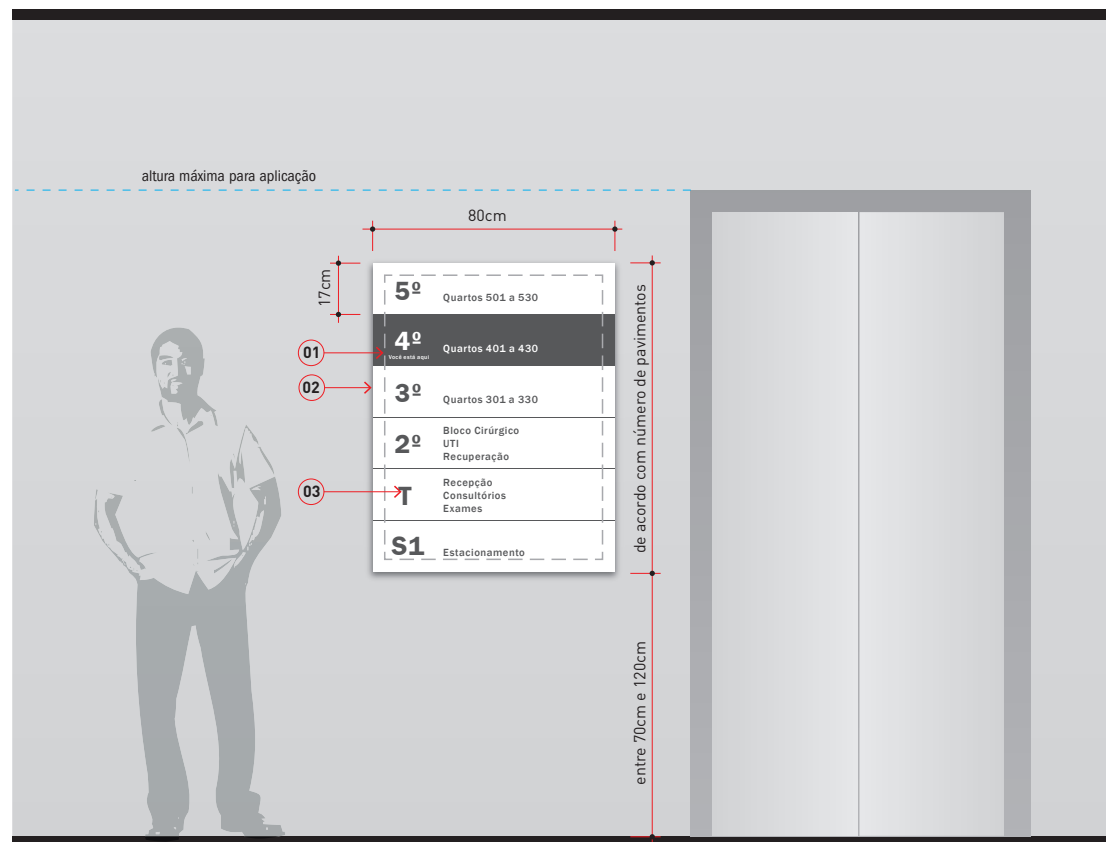 altura máxima para aplicação
80cm
17cm
5º
Quartos 501 a 530
01
4º
Você está aqui
Quartos 401 a 430
02
3º
Quartos 301 a 330
2º
Bloco Cirúrgico
UTI
Recuperação
03
T
Recepção
Consultórios
Exames
S1
Estacionamento
de acordo com número de pavimentos
entre 70cm e 120cm